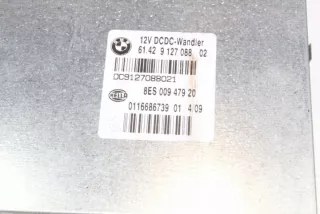 BMW
12V DCDC-Wandler
61.42 9 127 088 02
DC9127088021
8ES 009 479 20
HELLA
0116686739 01 4 09